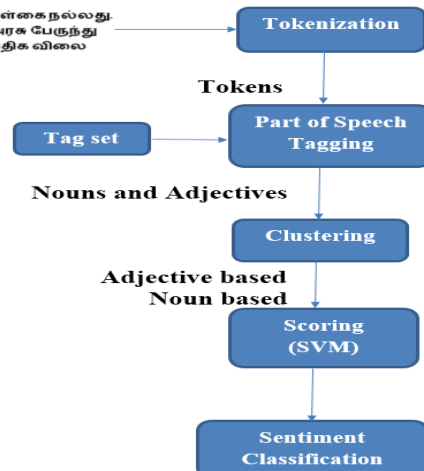 நல்லது.
பேருந்து
விலை
Tokenization
Tokens
Tag set
Part of Speech
Tagging
Nouns and Adjectives
Clustering
Adjective based
Noun based
Scoring
(SVM)
Sentiment
Classification